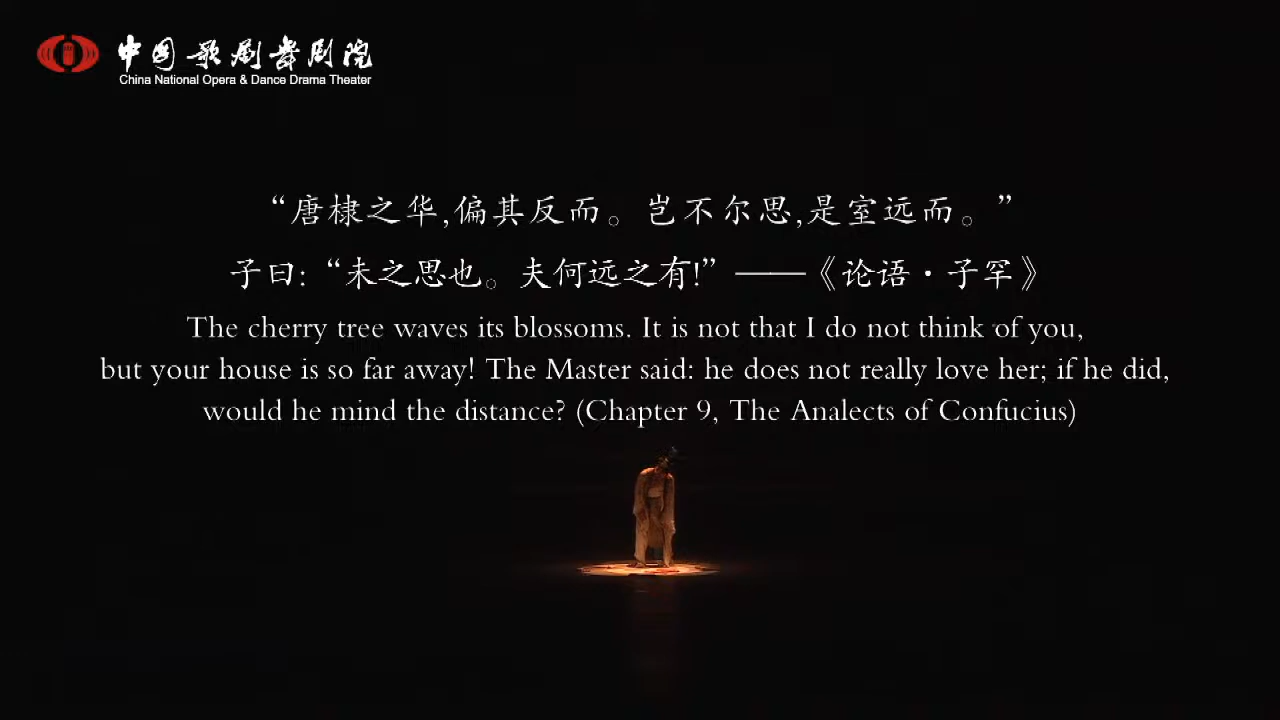 中国歌剧舞剧院
China National Opera & Dance Drama Theater
“唐棣之华,偏其反而。岂不尔思,是室远而。”
子曰:“未之思也。夫何远之有!”——《论语·子罕》
The cherry tree waves its blossoms. It is not that I do not think of you,
but your house is so far away! The Master said: he does not really love her; if he did,
would he mind the distance? (Chapter 9, The Analects of Confucius)